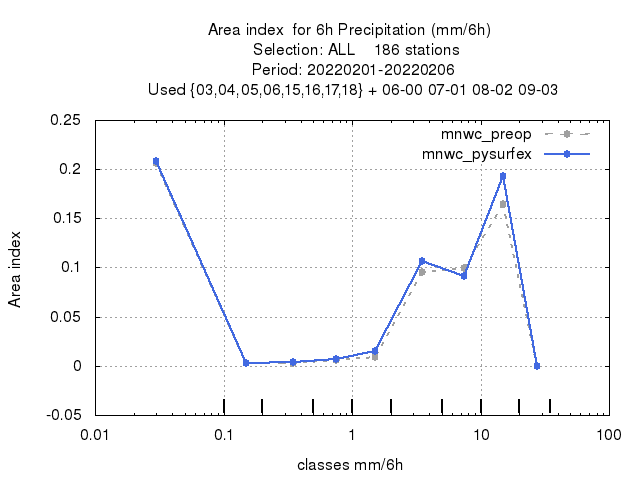 Area index  for 6h Precipitation (mm/6h)
Selection: ALL    186 stations
Period: 20220201-20220206
Used {03,04,05,06,15,16,17,18} + 06-00 07-01 08-02 09-03
mnwc_preop
mnwc_pysurfex
0.25
0.2
0.15
0.1
0.05
0
-0.05
Area index
0.01
0.1
1
10
100
classes mm/6h